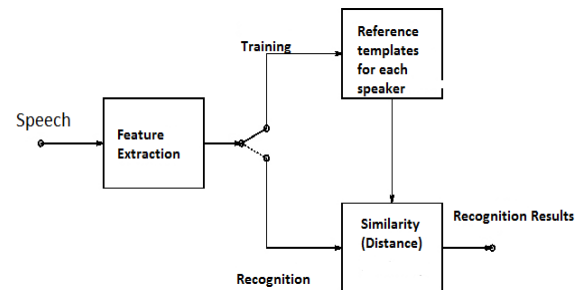 Training
Reference
templates
for each
speaker
Speech
Feature
Extraction
Similarity
(Distance)
Recognition Results
Recognition